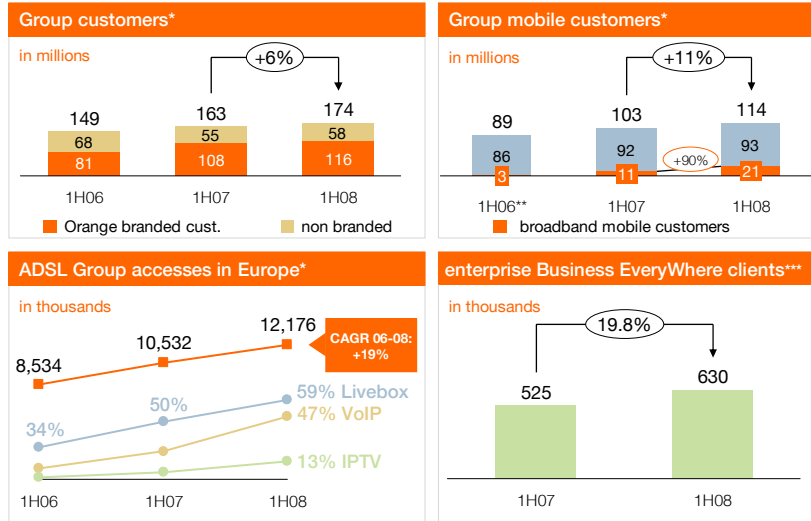 Group customers*
in millions
+6%
149
163
174
68
55
58
81
108
116
1H06
1H07
1H08
Orange branded cust.
non branded
Group mobile customers*
in millions
+11%
89
103
114
86
92
93
+90%
3
11
21
1H06**
1H07
1H08
broadband mobile customers
ADSL Group accesses in Europe*
in thousands
8,534
10,532
12,176
CAGR 06-08:
+19%
34%
50%
59% Livebox
47% VoIP
13% IPTV
1H06
1H07
1H08
enterprise Business EveryWhere clients***
in thousands
19.8%
525
630
1H07
1H08